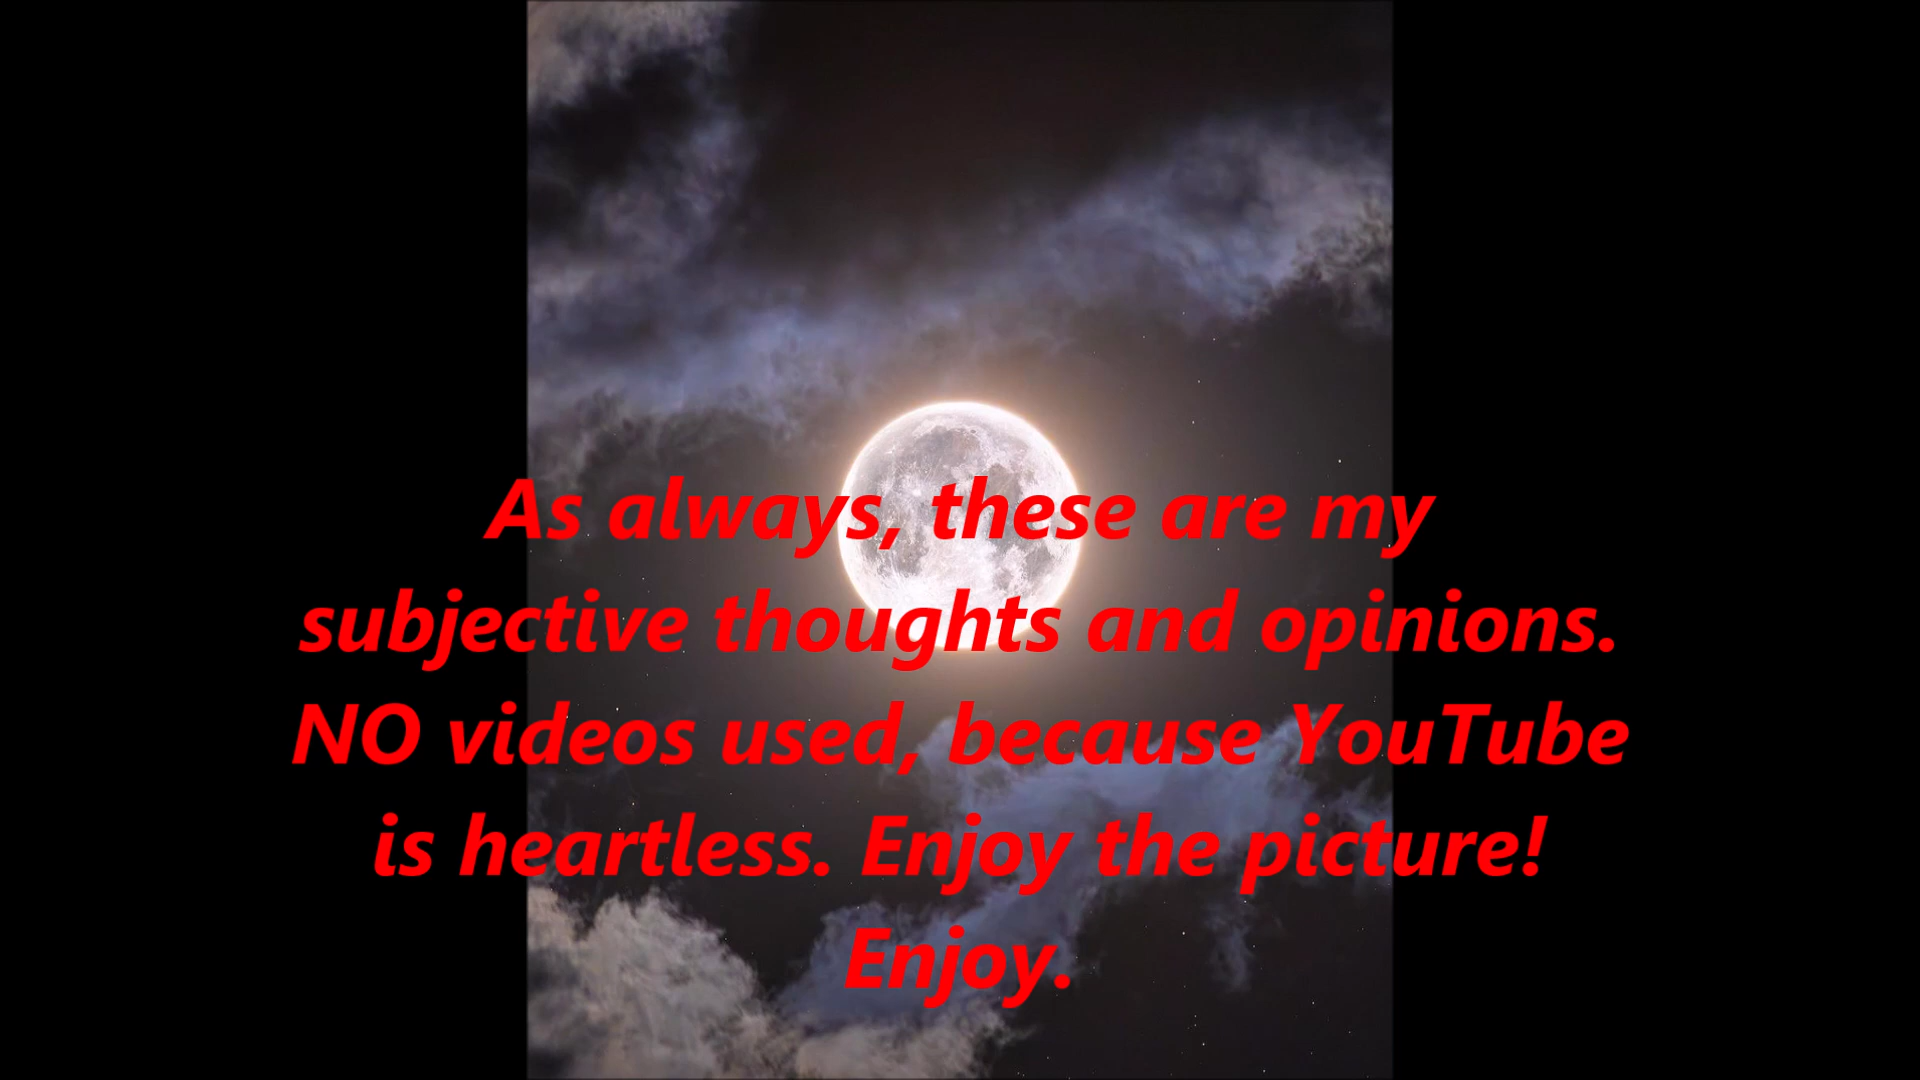 As always, these are my
subjective thoughts and opinions.
NO videos used, because YouTube
is heartless. Enjoy the picture!
Enjoy.